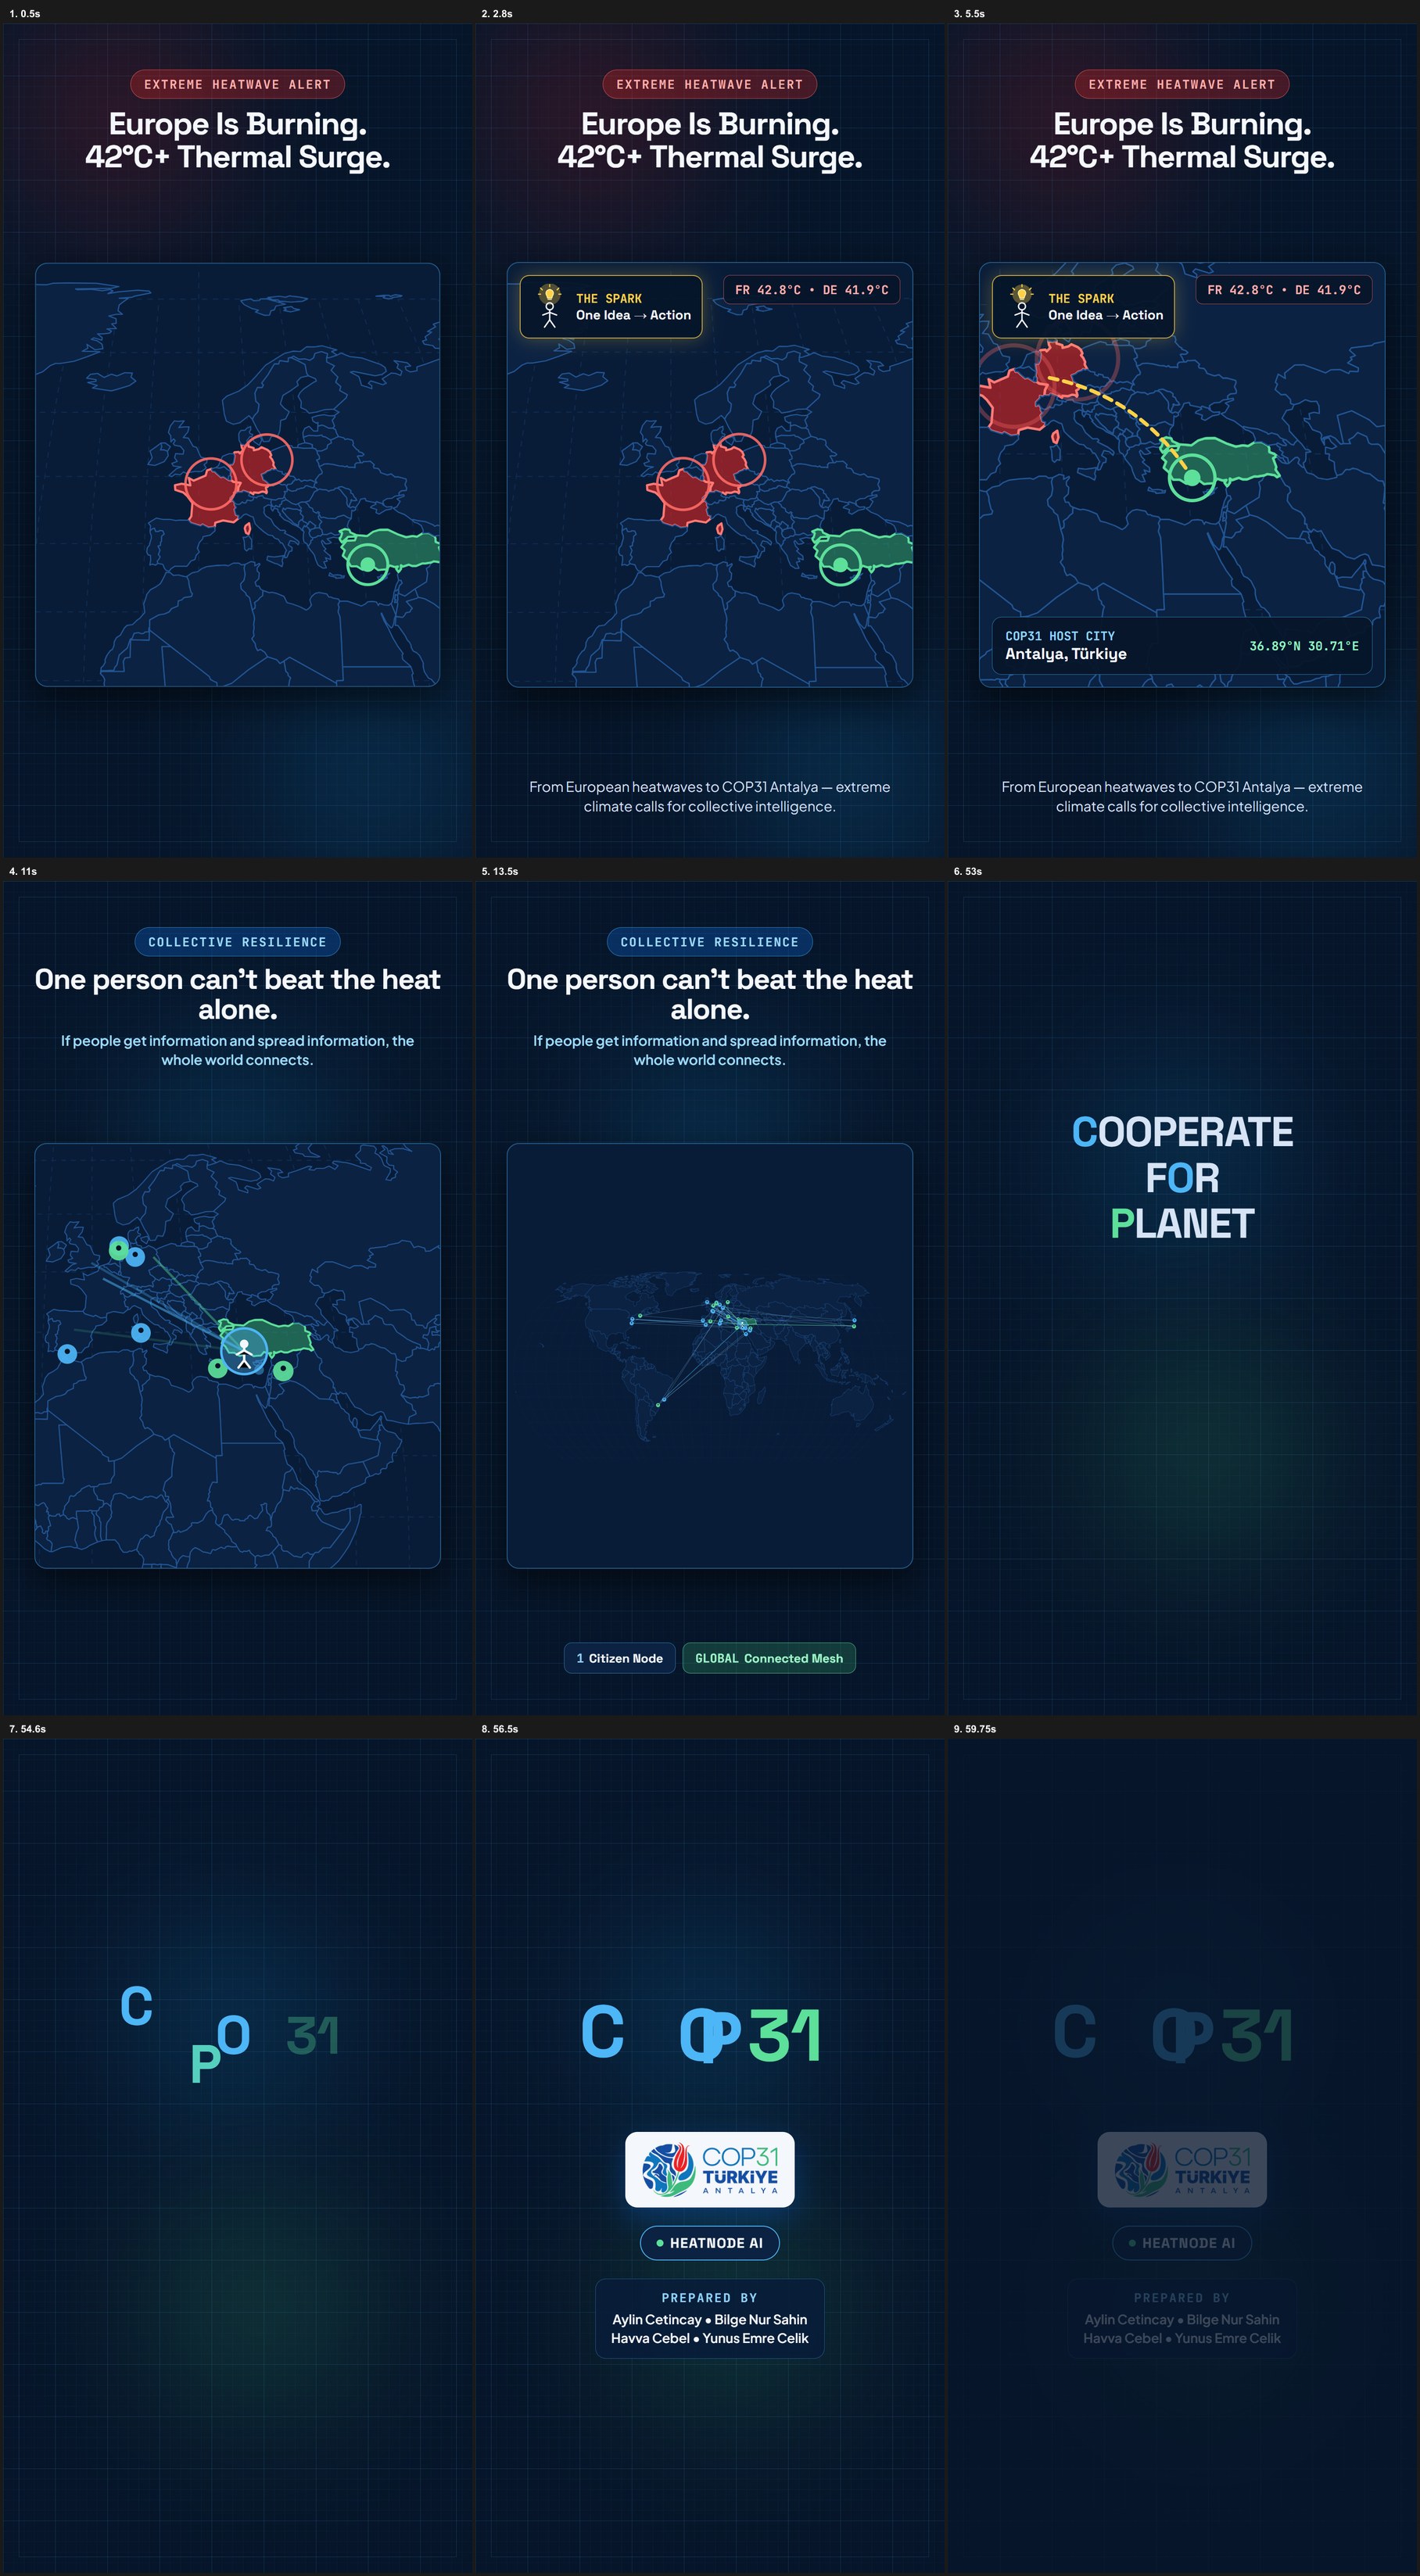 1. 0.5s
EXTREME HEATWAVE ALERT
Europe Is Burning.
42°C+ Thermal Surge.
2. 2.8s
EXTREME HEATWAVE ALERT
Europe Is Burning.
42°C+ Thermal Surge.
THE SPARK
One Idea → Action
FR 42.8°C • DE 41.9°C
From European heatwaves to COP31 Antalya — extreme
climate calls for collective intelligence.
3. 5.5s
EXTREME HEATWAVE ALERT
Europe Is Burning.
42°C+ Thermal Surge.
THE SPARK
One Idea → Action
FR 42.8°C • DE 41.9°C
COP31 HOST CITY
Antalya, Türkiye
36.89°N 30.71°E
From European heatwaves to COP31 Antalya — extreme
climate calls for collective intelligence.
4. 11s
COLLECTIVE RESILIENCE
One person can't beat the heat
alone.
If people get information and spread information, the
whole world connects.
5. 13.5s
COLLECTIVE RESILIENCE
One person can't beat the heat
alone.
If people get information and spread information, the
whole world connects.
1 Citizen Node
GLOBAL Connected Mesh
6. 53s
COOPERATE
FOR
PLANET
7. 54.6s
C
PO 31
8. 56.5s
C OP31
COP31
TÜRKİYE
ANTALYA
HEATNODE AI
PREPARED BY
Aylin Cetincay • Bilge Nur Sahin
Havva Cebel • Yunus Emre Celik
9. 59.75s
C OP31
COP31
TÜRKİYE
ANTALYA
HEATNODE AI
PREPARED BY
Aylin Cetincay • Bilge Nur Sahin
Havva Cebel • Yunus Emre Celik